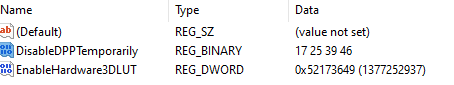 Name Type Data
(Default) REG_SZ (value not set)
DisableDPPTemporarily REG_BINARY 17 25 39 46
EnableHardware3DLUT REG_DWORD 0x52173649 (1377252937)